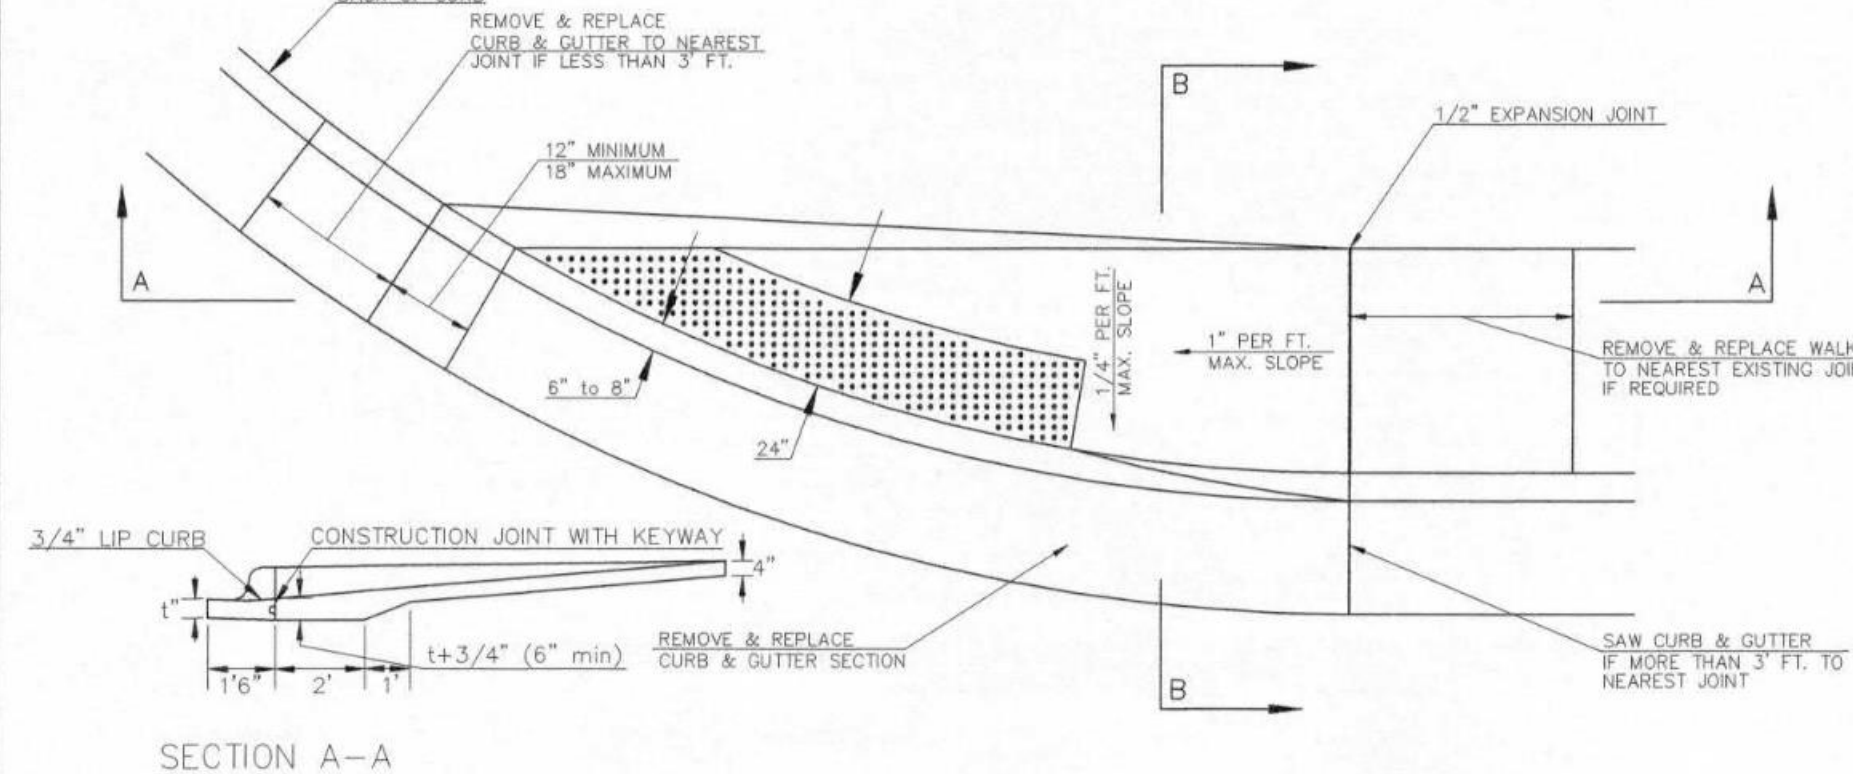 REMOVE & REPLACE
CURB & GUTTER TO NEAREST
JOINT IF LESS THAN 3' FT.
B
1/2" EXPANSION JOINT
12" MINIMUM
18" MAXIMUM
A
A
1/4" PER FT.
MAX. SLOPE
1" PER FT.
MAX. SLOPE
REMOVE & REPLACE WALK
TO NEAREST EXISTING
IF REQUIRED
6" to 8"
24"
3/4" LIP CURB
CONSTRUCTION JOINT WITH KEYWAY
4"
t"
t+3/4" (6" min)
1'6"
2'
1'
REMOVE & REPLACE
CURB & GUTTER SECTION
SAW CURB & GUTTER
IF MORE THAN 3' FT. TO
NEAREST JOINT
B
SECTION A-A